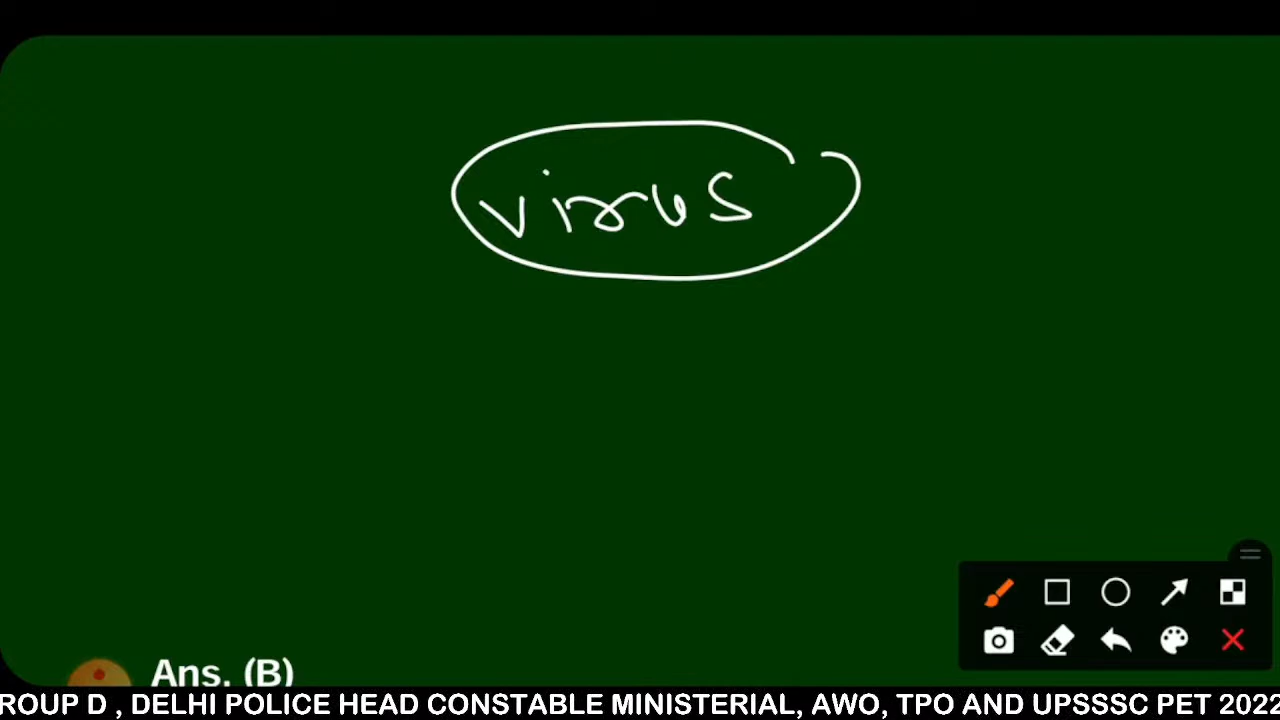 virus
Ans. (B)
ROUP D , DELHI POLICE HEAD CONSTABLE MINISTERIAL, AWO, TPO AND UPSSSC PET 2022